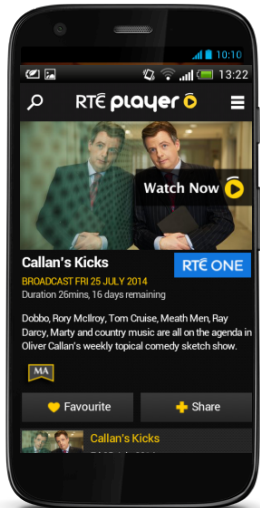 10:10
13:22
RTÉ player
Watch Now
Callan's Kicks
RTÉ ONE
BROADCAST FRI 25 JULY 2014
Duration 26mins, 16 days remaining
Dobbo, Rory McIlroy, Tom Cruise, Meath Men, Ray
Darcy, Marty and country music are all on the agenda in
Oliver Callan's weekly topical comedy sketch show.
MA
Favourite
Share
Callan's Kicks